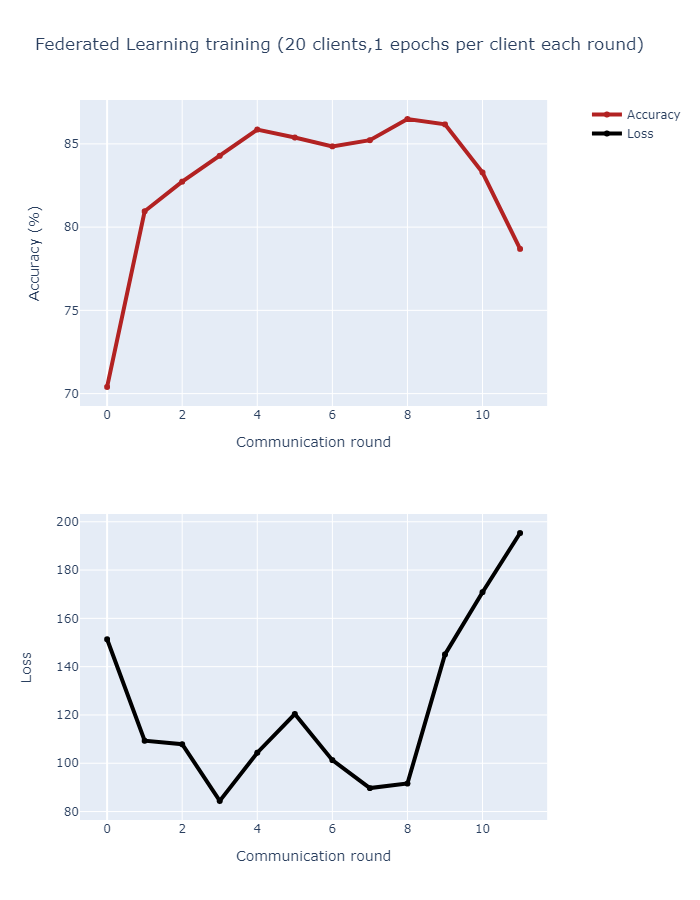 Federated Learning training (20 clients,1 epochs per client each round)
Accuracy
Loss
Accuracy (%)
85
80
75
70
0 2 4 6 8 10
Communication round
Loss
200
180
160
140
120
100
80
0 2 4 6 8 10
Communication round